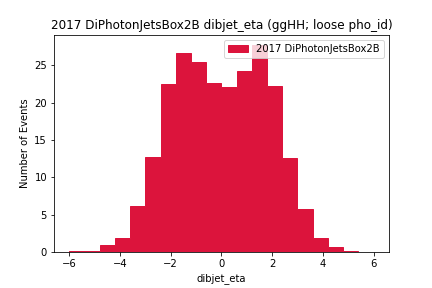 2017 DiPhotonJetsBox2B dibjet_eta (ggHH; loose pho_id)
2017 DiPhotonJetsBox2B
Number of Events
25
20
15
10
5
0
−6 −4 −2 0 2 4 6
dibjet_eta